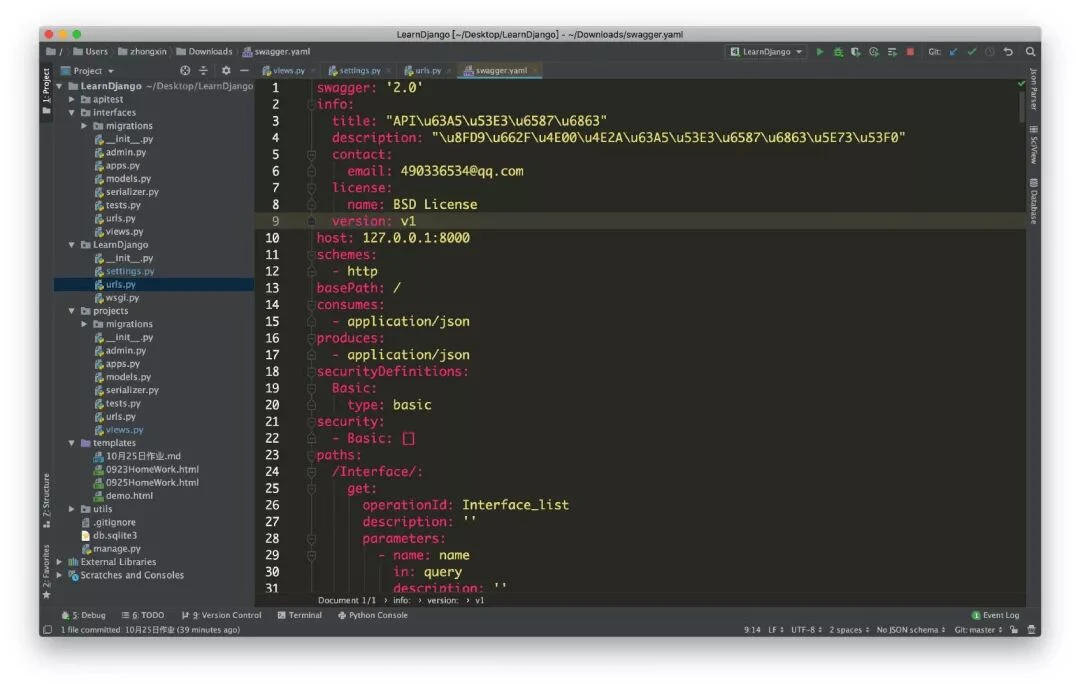 LearnDjango [~/Desktop/LearnDjango] - ~/Downloads/swagger.yaml
/ Users zhongxin Downloads swagger.yaml LearnDjango Git:
Project views.py settings.py urls.py swagger.yaml
1: Project
LearnDjango ~/Desktop/LearnDjango
apitest
interfaces
migrations
__init__.py
admin.py
apps.py
models.py
serializer.py
tests.py
urls.py
views.py
LearnDjango
__init__.py
settings.py
urls.py
wsgi.py
projects
migrations
__init__.py
admin.py
apps.py
models.py
serializer.py
tests.py
urls.py
views.py
templates
10月25日作业.md
0923HomeWork.html
0925HomeWork.html
demo.html
utils
.gitignore
db.sqlite3
manage.py
External Libraries
Scratches and Consoles
7: Structure
2: Favorites
1 swagger: '2.0'
2 info:
3 title: "API\u63A5\u53E3\u6587\u6863"
4 description: "\u8FD9\u662F\u4E00\u4E2A\u63A5\u53E3\u6587\u6863\u5E73\u53F0"
5 contact:
6 email: 490336534@qq.com
7 license:
8 name: BSD License
9 version: v1
10 host: 127.0.0.1:8000
11 schemes:
12 - http
13 basePath: /
14 consumes:
15 - application/json
16 produces:
17 - application/json
18 securityDefinitions:
19 Basic:
20 type: basic
21 security:
22 - Basic: []
23 paths:
24 /Interface/:
25 get:
26 operationId: Interface_list
27 description: ''
28 parameters:
29 - name: name
30 in: query
31 description: ''
Json Parser
SciView
Database
Document 1/1 › info: › version: › v1
5: Debug 6: TODO 9: Version Control Terminal Python Console 1 Event Log
1 file committed: 10月25日作业 (39 minutes ago) 9:14 LF UTF-8 2 spaces No JSON schema Git: master